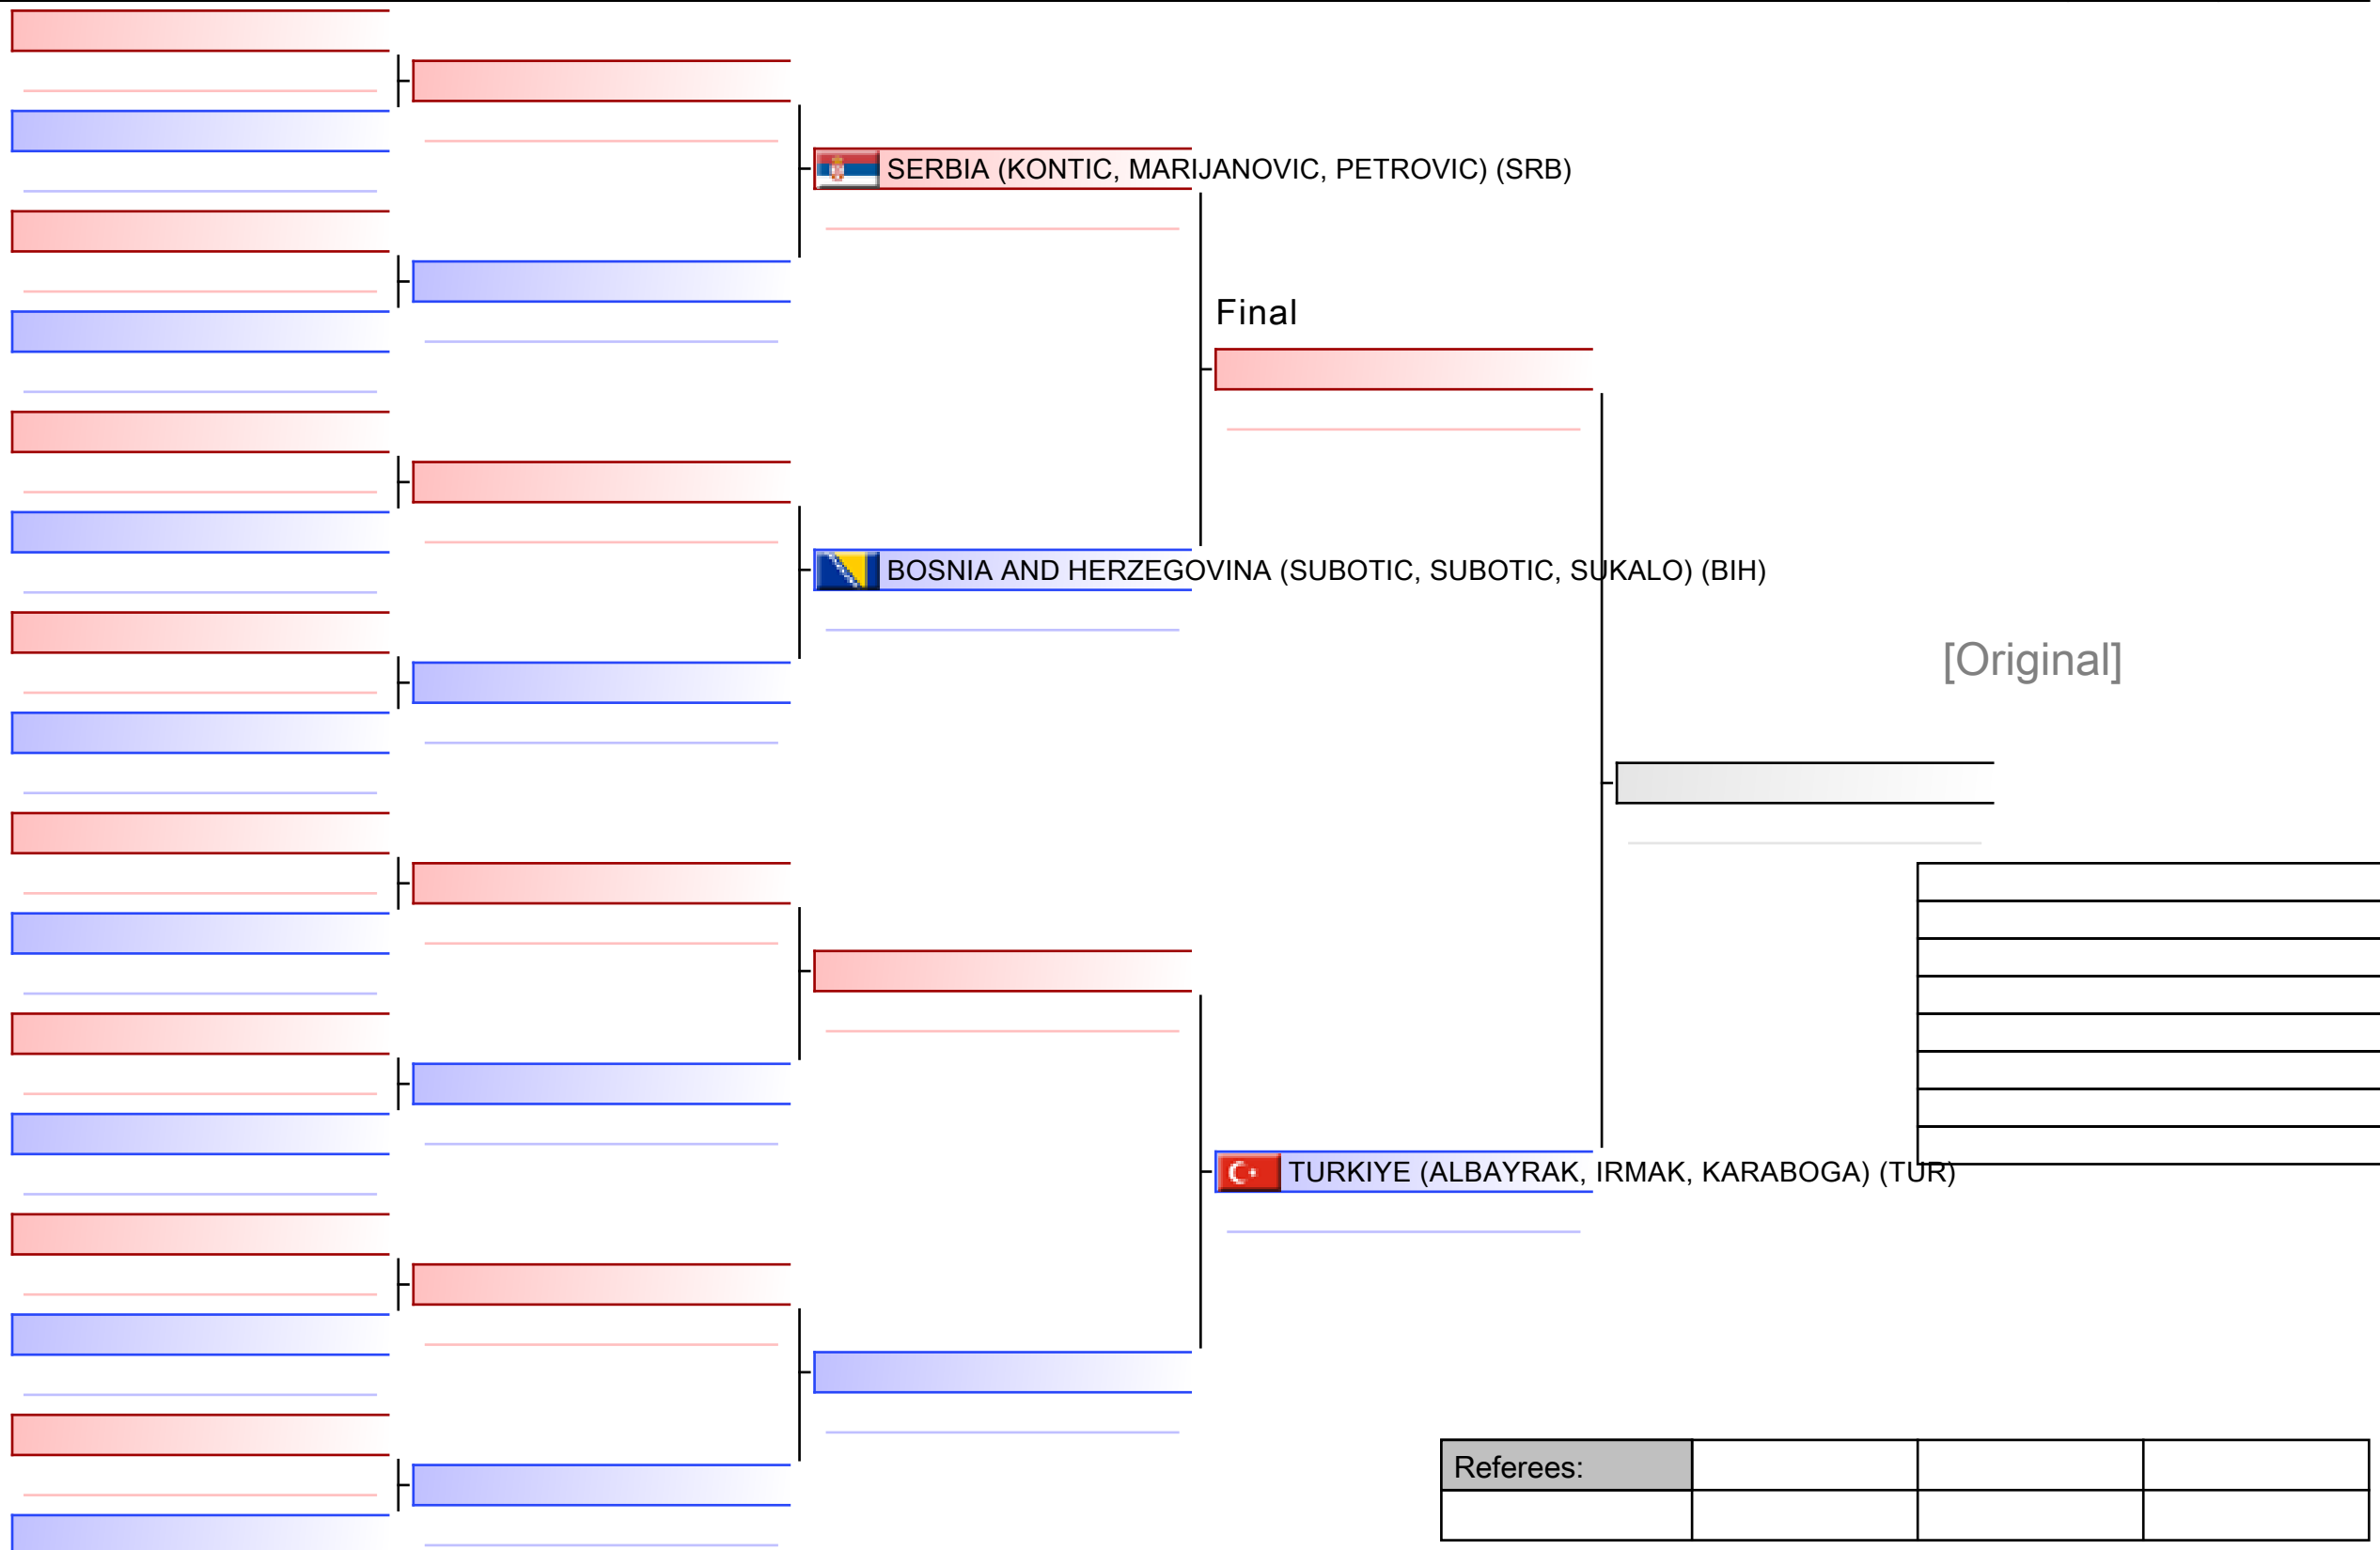 SERBIA (KONTIC, MARIJANOVIC, PETROVIC) (SRB)
Final
BOSNIA AND HERZEGOVINA (SUBOTIC, SUBOTIC, SUKALO) (BIH)
[Original]
TURKIYE (ALBAYRAK, IRMAK, KARABOGA) (TUR)
Referees: